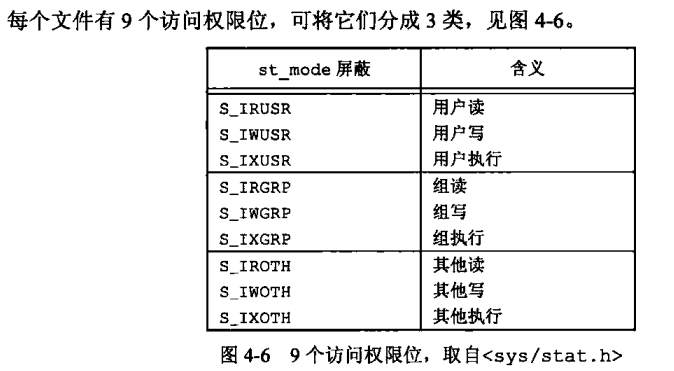 每个文件有 9 个访问权限位，可将它们分成 3 类，见图 4-6。
st_mode 屏蔽 含义
S_IRUSR 用户读
S_IWUSR 用户写
S_IXUSR 用户执行
S_IRGRP 组读
S_IWGRP 组写
S_IXGRP 组执行
S_IROTH 其他读
S_IWOTH 其他写
S_IXOTH 其他执行
图 4-6 9 个访问权限位，取自<sys/stat.h>